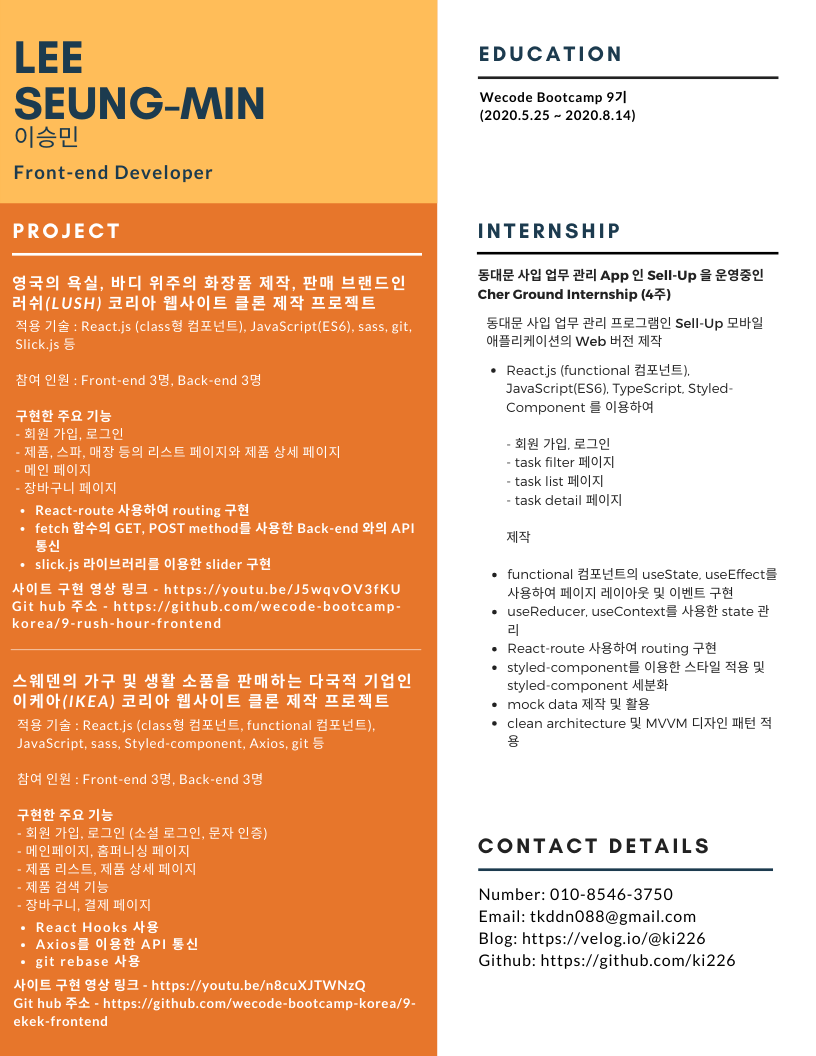 LEE
SEUNG-MIN
이승민
Front-end Developer
PROJECT
영국의 욕실, 바디 위주의 화장품 제작, 판매 브랜드인
러쉬(LUSH) 코리아 웹사이트 클론 제작 프로젝트
적용 기술 : React.js (class형 컴포넌트), JavaScript(ES6), sass, git,
Slick.js 등
참여 인원 : Front-end 3명, Back-end 3명
구현한 주요 기능
- 회원 가입, 로그인
- 제품, 스파, 매장 등의 리스트 페이지와 제품 상세 페이지
- 메인 페이지
- 장바구니 페이지
• React-route 사용하여 routing 구현
• fetch 함수의 GET, POST method를 사용한 Back-end 와의 API
통신
• slick.js 라이브러리를 이용한 slider 구현
사이트 구현 영상 링크 - https://youtu.be/J5wqvOV3fKU
Git hub 주소 - https://github.com/wecode-bootcamp-
korea/9-rush-hour-frontend
스웨덴의 가구 및 생활 소품을 판매하는 다국적 기업인
이케아(IKEA) 코리아 웹사이트 클론 제작 프로젝트
적용 기술 : React.js (class형 컴포넌트, functional 컴포넌트),
JavaScript, sass, Styled-component, Axios, git 등
참여 인원 : Front-end 3명, Back-end 3명
구현한 주요 기능
- 회원 가입, 로그인 (소셜 로그인, 문자 인증)
- 메인페이지, 홈퍼니싱 페이지
- 제품 리스트, 제품 상세 페이지
- 제품 검색 기능
- 장바구니, 결제 페이지
• React Hooks 사용
• Axios를 이용한 API 통신
• git rebase 사용
사이트 구현 영상 링크 - https://youtu.be/n8cuXJTWNzQ
Git hub 주소 - https://github.com/wecode-bootcamp-korea/9-
ekek-frontend
EDUCATION
Wecode Bootcamp 9기
(2020.5.25 ~ 2020.8.14)
INTERNSHIP
동대문 사입 업무 관리 App 인 Sell-Up 을 운영중인
Cher Ground Internship (4주)
동대문 사입 업무 관리 프로그램인 Sell-Up 모바일
애플리케이션의 Web 버전 제작
• React.js (functional 컴포넌트),
JavaScript(ES6), TypeScript, Styled-
Component 를 이용하여
- 회원 가입, 로그인
- task filter 페이지
- task list 페이지
- task detail 페이지
제작
• functional 컴포넌트의 useState, useEffect를
사용하여 페이지 레이아웃 및 이벤트 구현
• useReducer, useContext를 사용한 state 관
리
• React-route 사용하여 routing 구현
• styled-component를 이용한 스타일 적용 및
styled-component 세분화
• mock data 제작 및 활용
• clean architecture 및 MVVM 디자인 패턴 적
용
CONTACT DETAILS
Number: 010-8546-3750
Email: tkddn088@gmail.com
Blog: https://velog.io/@ki226
Github: https://github.com/ki226